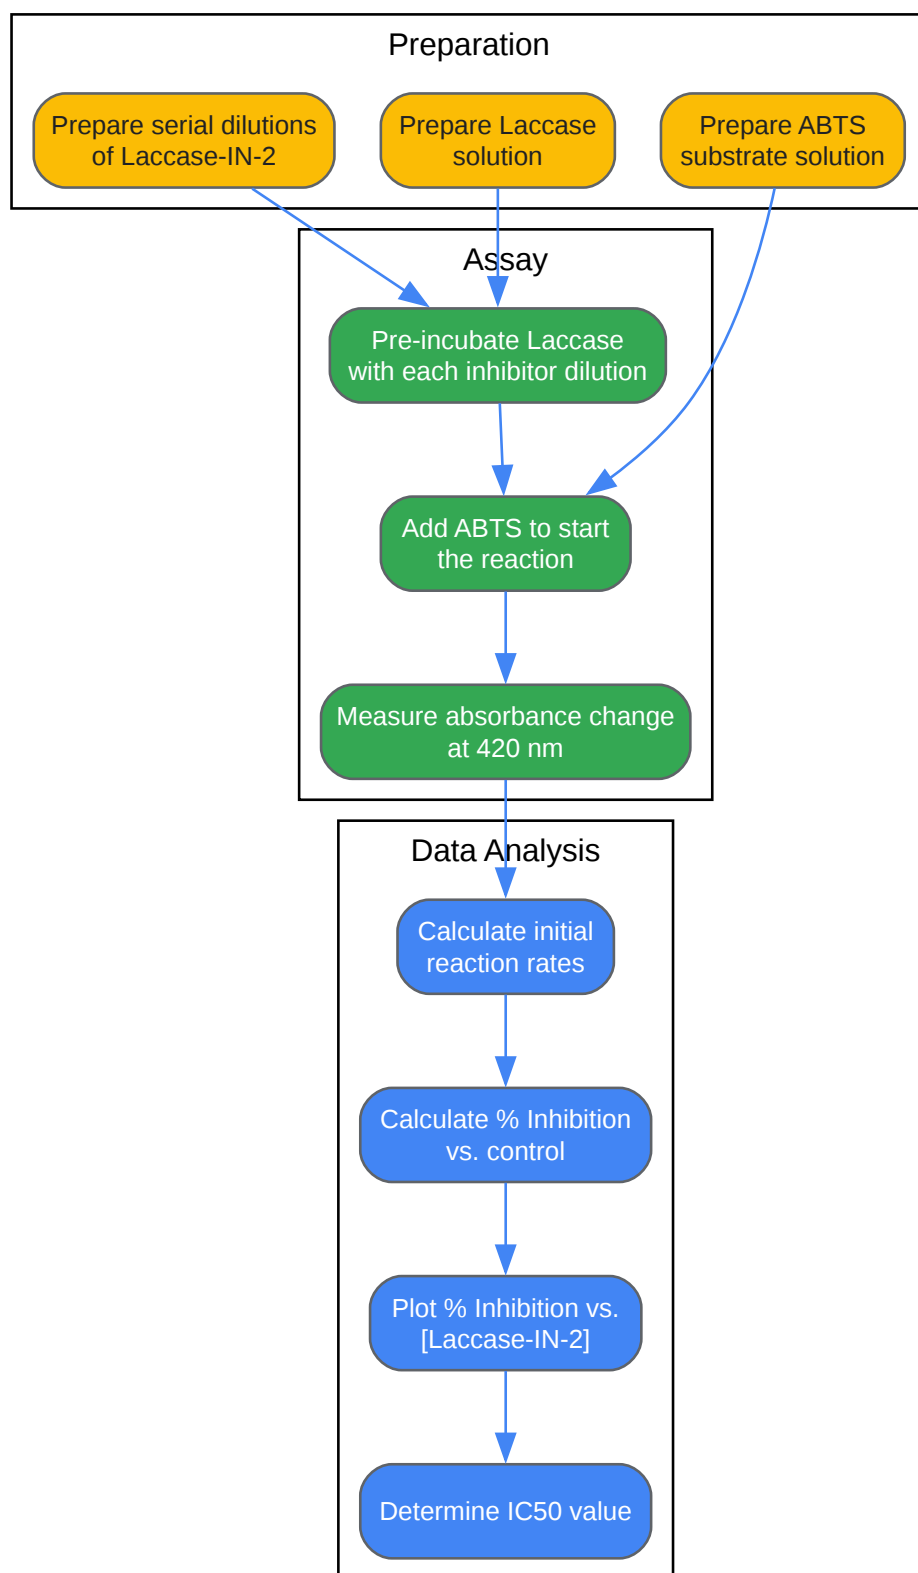 Preparation
Prepare serial dilutions
of Laccase-IN-2
Prepare Laccase
solution
Prepare ABTS
substrate solution
Assay
Pre-incubate Laccase
with each inhibitor dilution
Add ABTS to start
the reaction
Measure absorbance change
at 420 nm
Data Analysis
Calculate initial
reaction rates
Calculate % Inhibition
vs. control
Plot % Inhibition vs.
[Laccase-IN-2]
Determine IC50 value